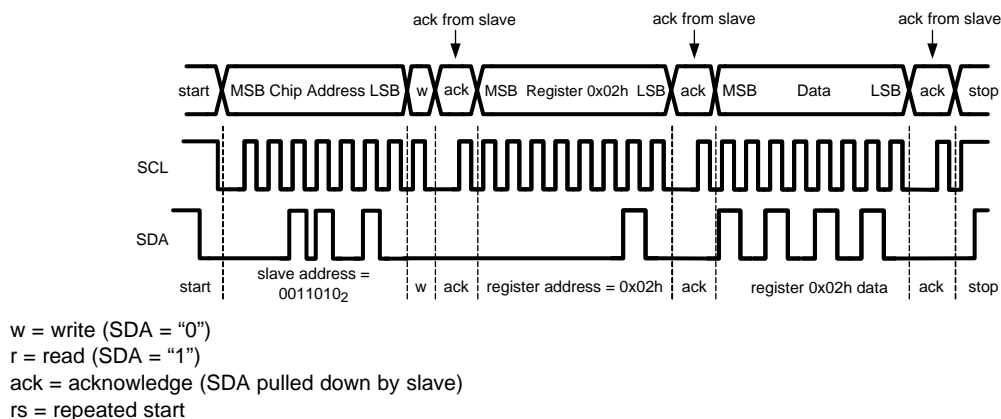 ack from slave ack from slave ack from slave
start MSB Chip Address LSB w ack MSB Register 0x02h LSB ack MSB Data LSB ack stop
SCL
SDA
start slave address = 0011010₂ w ack register address = 0x02h ack register 0x02h data ack stop
w = write (SDA = “0”)
r = read (SDA = “1”)
ack = acknowledge (SDA pulled down by slave)
rs = repeated start